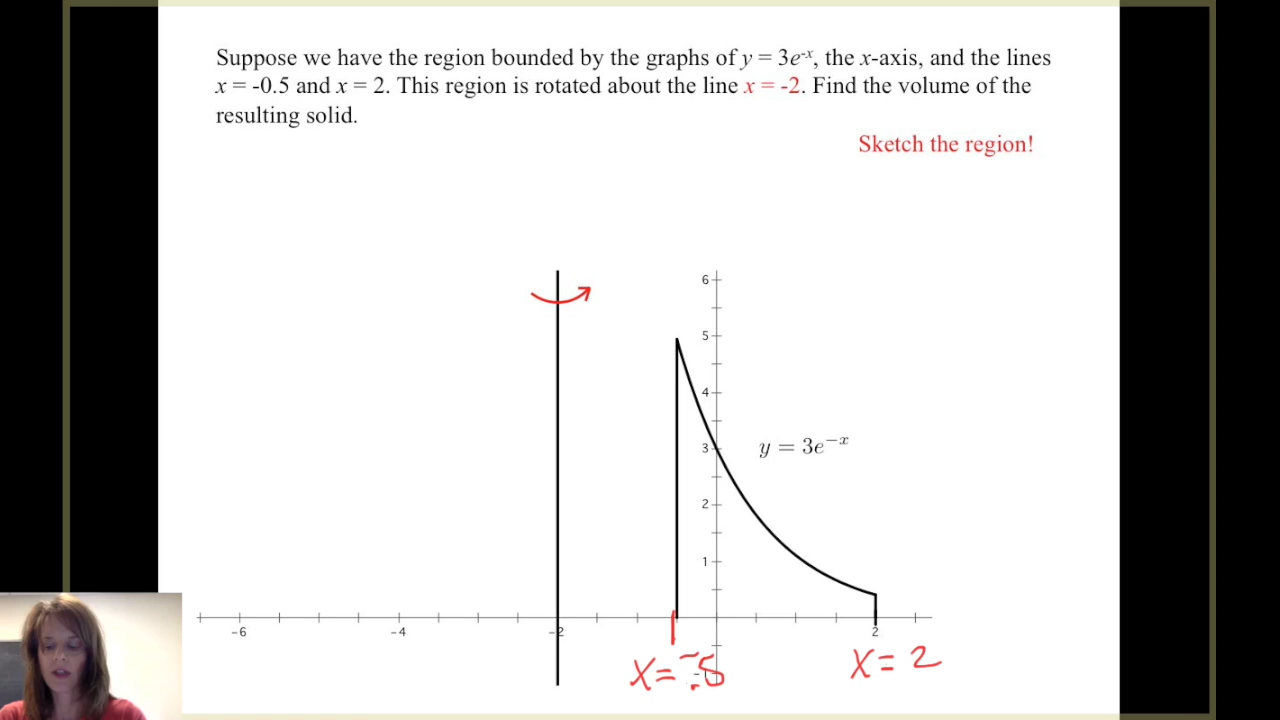 Suppose we have the region bounded by the graphs of y = 3e⁻ˣ, the x-axis, and the lines
x = -0.5 and x = 2. This region is rotated about the line x = -2. Find the volume of the
resulting solid.
Sketch the region!
6
5
4
y = 3e⁻ˣ
3
2
1
-6
-4
-2
2
x = -.5
x = 2